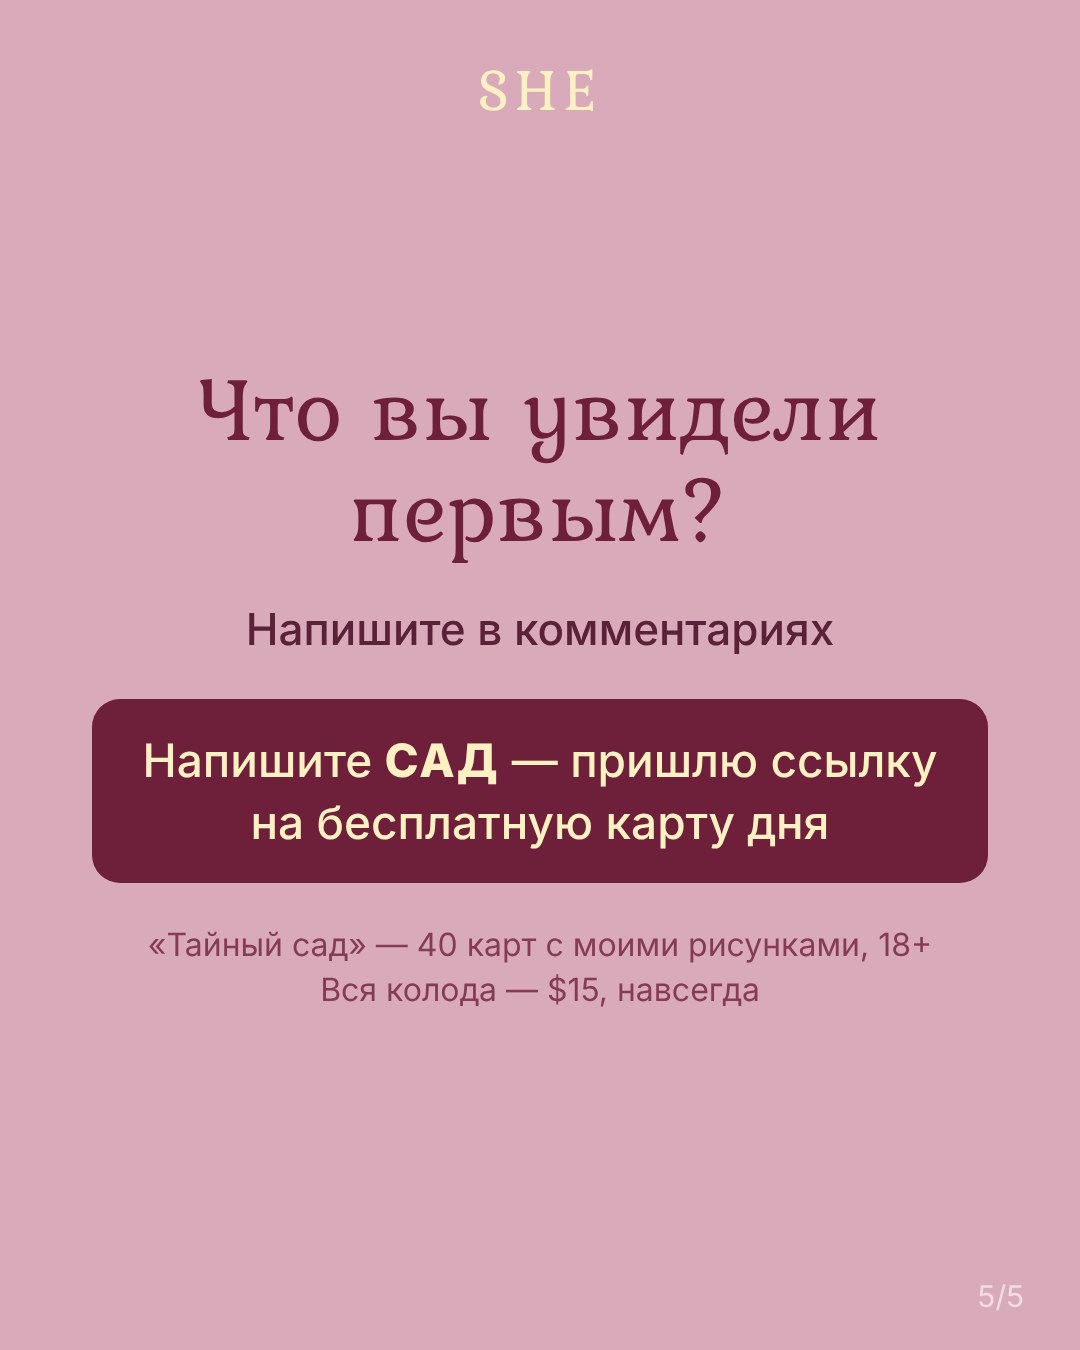 SHE
Что вы увидели
первым?
Напишите в комментариях
Напишите САД — пришлю ссылку
на бесплатную карту дня
«Тайный сад» — 40 карт с моими рисунками, 18+
Вся колода — $15, навсегда
5/5